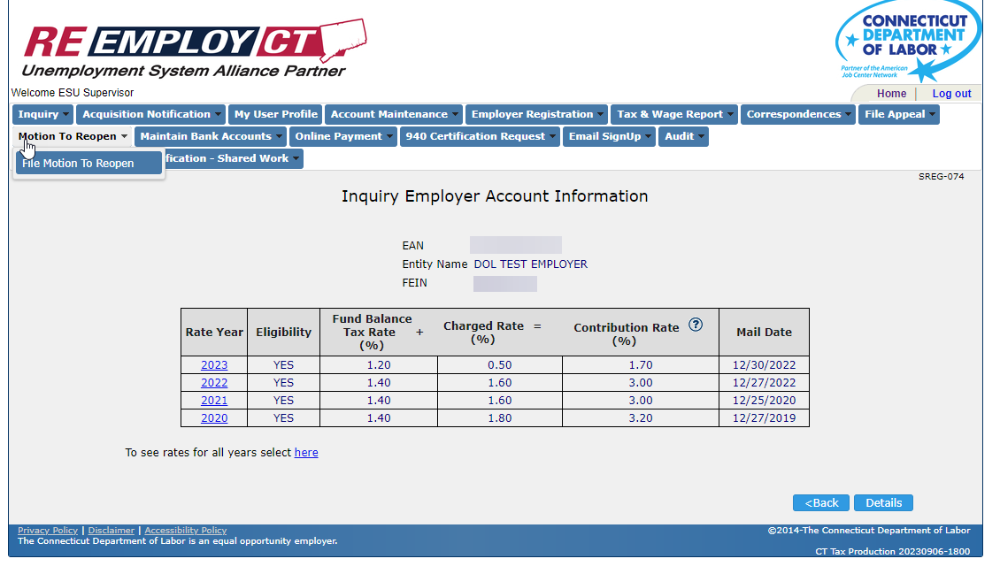 RE EMPLOY CT
Unemployment System Alliance Partner
CONNECTICUT
DEPARTMENT
OF LABOR
Partner of the American
Job Center Network
Welcome ESU Supervisor
Home | Log out
Inquiry Acquisition Notification My User Profile Account Maintenance Employer Registration Tax & Wage Report Correspondences File Appeal
Motion To Reopen Maintain Bank Accounts Online Payment 940 Certification Request Email SignUp Audit
File Motion To Reopen fication - Shared Work
SREG-074
Inquiry Employer Account Information
EAN
Entity Name DOL TEST EMPLOYER
FEIN
Rate Year Eligibility Fund Balance Tax Rate (%) + Charged Rate (%) = Contribution Rate (%) ? Mail Date
2023 YES 1.20 0.50 1.70 12/30/2022
2022 YES 1.40 1.60 3.00 12/27/2022
2021 YES 1.40 1.60 3.00 12/25/2020
2020 YES 1.40 1.80 3.20 12/27/2019
To see rates for all years select here
<Back Details
Privacy Policy | Disclaimer | Accessibility Policy ©2014-The Connecticut Department of Labor
The Connecticut Department of Labor is an equal opportunity employer.
CT Tax Production 20230906-1800